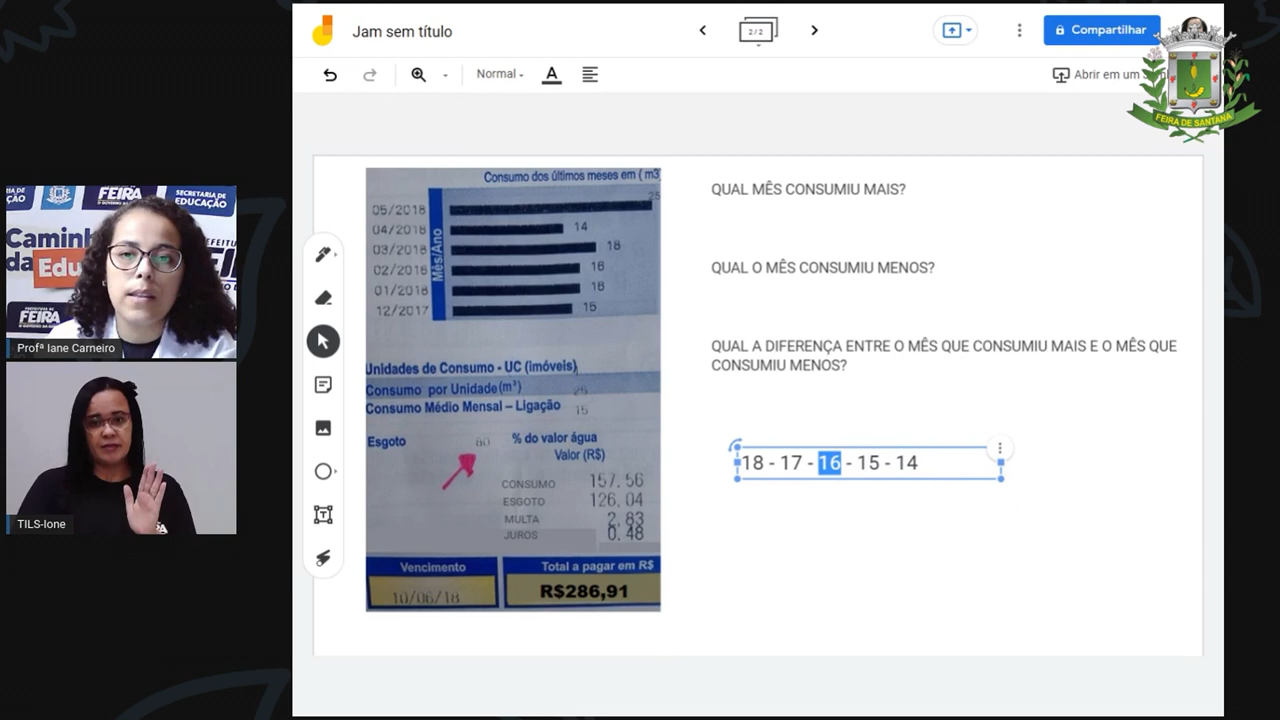 Jam sem título
2/2
Compartilhar
Normal
Abrir em um
FEIRA DE SANTANA
FEIRA
SECRETARIA DE
EDUCAÇÃO
Caminh
da Edu
PREFEITURA DE
FEIRA
Profª Iane Carneiro
TILS-Ione
Consumo dos últimos meses em ( m3
Mês/Ano
05/2018 25
04/2018 14
03/2018 18
02/2018 16
01/2018 16
12/2017 15
Unidades de Consumo - UC (imóveis)
Consumo por Unidade (m³) 25
Consumo Médio Mensal – Ligação 15
Esgoto 80 % do valor água
Valor (R$)
CONSUMO 157,56
ESGOTO 126,04
MULTA 2,83
JUROS 0,48
Vencimento
10/06/18
Total a pagar em R$
R$286,91
QUAL MÊS CONSUMIU MAIS?
QUAL O MÊS CONSUMIU MENOS?
QUAL A DIFERENÇA ENTRE O MÊS QUE CONSUMIU MAIS E O MÊS QUE
CONSUMIU MENOS?
18 - 17 - 16 - 15 - 14